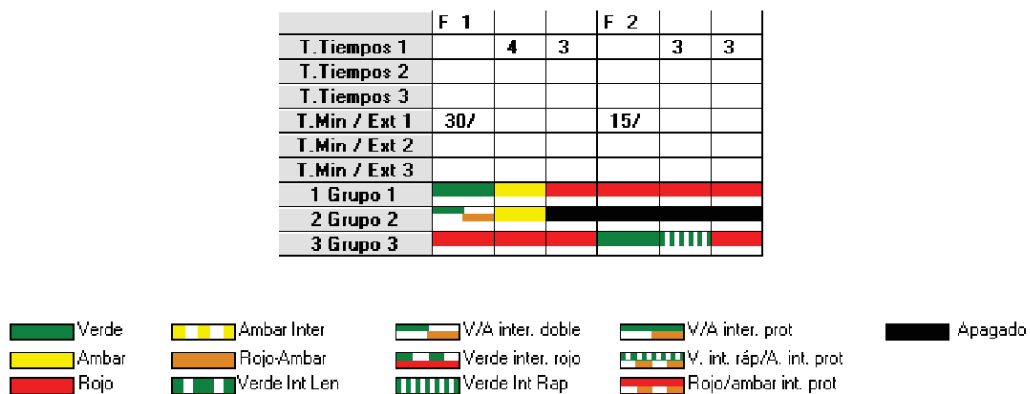 F 1 F 2
T.Tiempos 1 4 3 3 3
T.Tiempos 2
T.Tiempos 3
T.Min / Ext 1 30/ 15/
T.Min / Ext 2
T.Min / Ext 3
1 Grupo 1
2 Grupo 2
3 Grupo 3
Verde Ambar Inter V/A inter. doble V/A inter. prot Apagado
Ambar Rojo-Ambar Verde inter. rojo V. int. ráp/A. int. prot
Rojo Verde Int Len Verde Int Rap Rojo/ambar int. prot